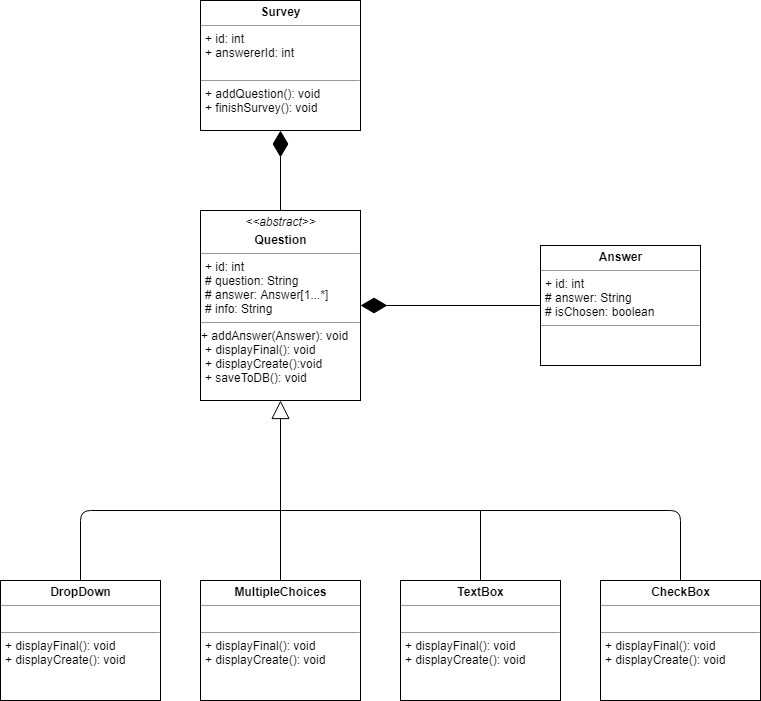 Survey
+ id: int
+ answererId: int
+ addQuestion(): void
+ finishSurvey(): void
<<abstract>>
Question
+ id: int
# question: String
# answer: Answer[1...*]
# info: String
+ addAnswer(Answer): void
+ displayFinal(): void
+ displayCreate():void
+ saveToDB(): void
Answer
+ id: int
# answer: String
# isChosen: boolean
DropDown
+ displayFinal(): void
+ displayCreate(): void
MultipleChoices
+ displayFinal(): void
+ displayCreate(): void
TextBox
+ displayFinal(): void
+ displayCreate(): void
CheckBox
+ displayFinal(): void
+ displayCreate(): void